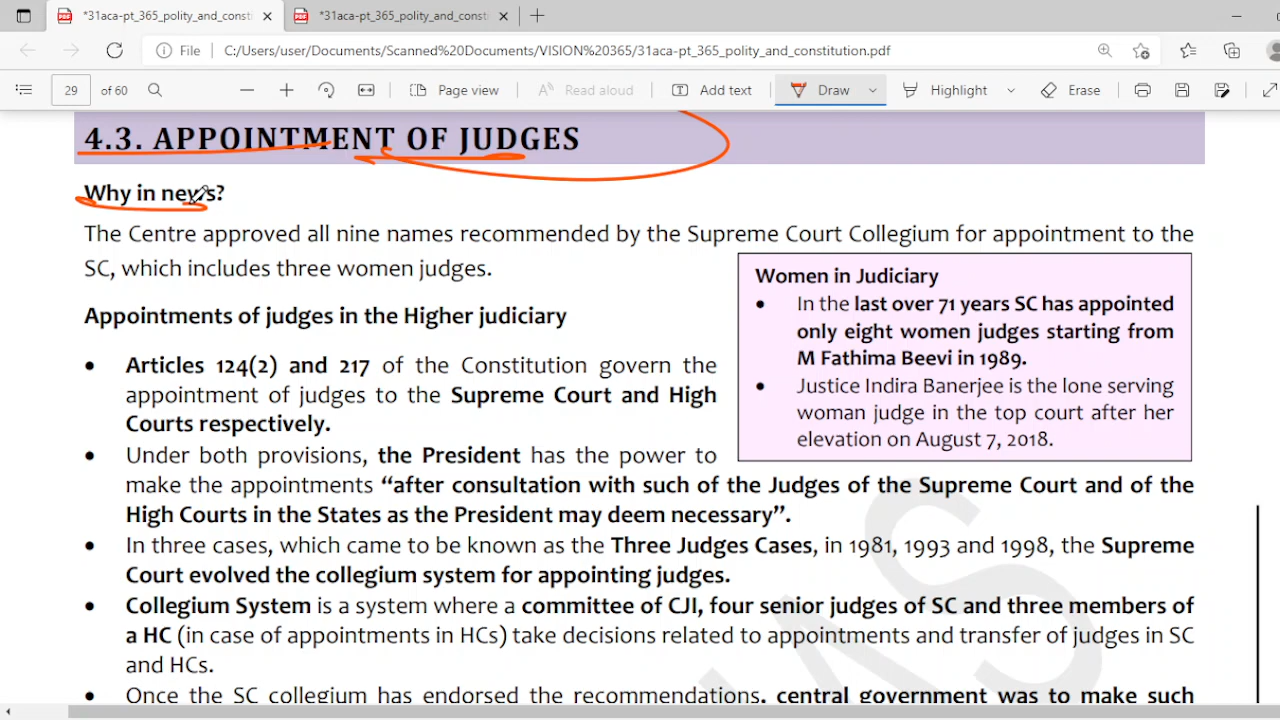 *31aca-pt_365_polity_and_const
*31aca-pt_365_polity_and_const
File C:/Users/user/Documents/Scanned%20Documents/VISION%20365/31aca-pt_365_polity_and_constitution.pdf
29 of 60 Page view Read aloud Add text Draw Highlight Erase
4.3. APPOINTMENT OF JUDGES
Why in news?
The Centre approved all nine names recommended by the Supreme Court Collegium for appointment to the
SC, which includes three women judges.
Appointments of judges in the Higher judiciary
• Articles 124(2) and 217 of the Constitution govern the
appointment of judges to the Supreme Court and High
Courts respectively.
• Under both provisions, the President has the power to
make the appointments “after consultation with such of the Judges of the Supreme Court and of the
High Courts in the States as the President may deem necessary”.
• In three cases, which came to be known as the Three Judges Cases, in 1981, 1993 and 1998, the Supreme
Court evolved the collegium system for appointing judges.
• Collegium System is a system where a committee of CJI, four senior judges of SC and three members of
a HC (in case of appointments in HCs) take decisions related to appointments and transfer of judges in SC
and HCs.
• Once the SC collegium has endorsed the recommendations, central government was to make such
Women in Judiciary
• In the last over 71 years SC has appointed
only eight women judges starting from
M Fathima Beevi in 1989.
• Justice Indira Banerjee is the lone serving
woman judge in the top court after her
elevation on August 7, 2018.